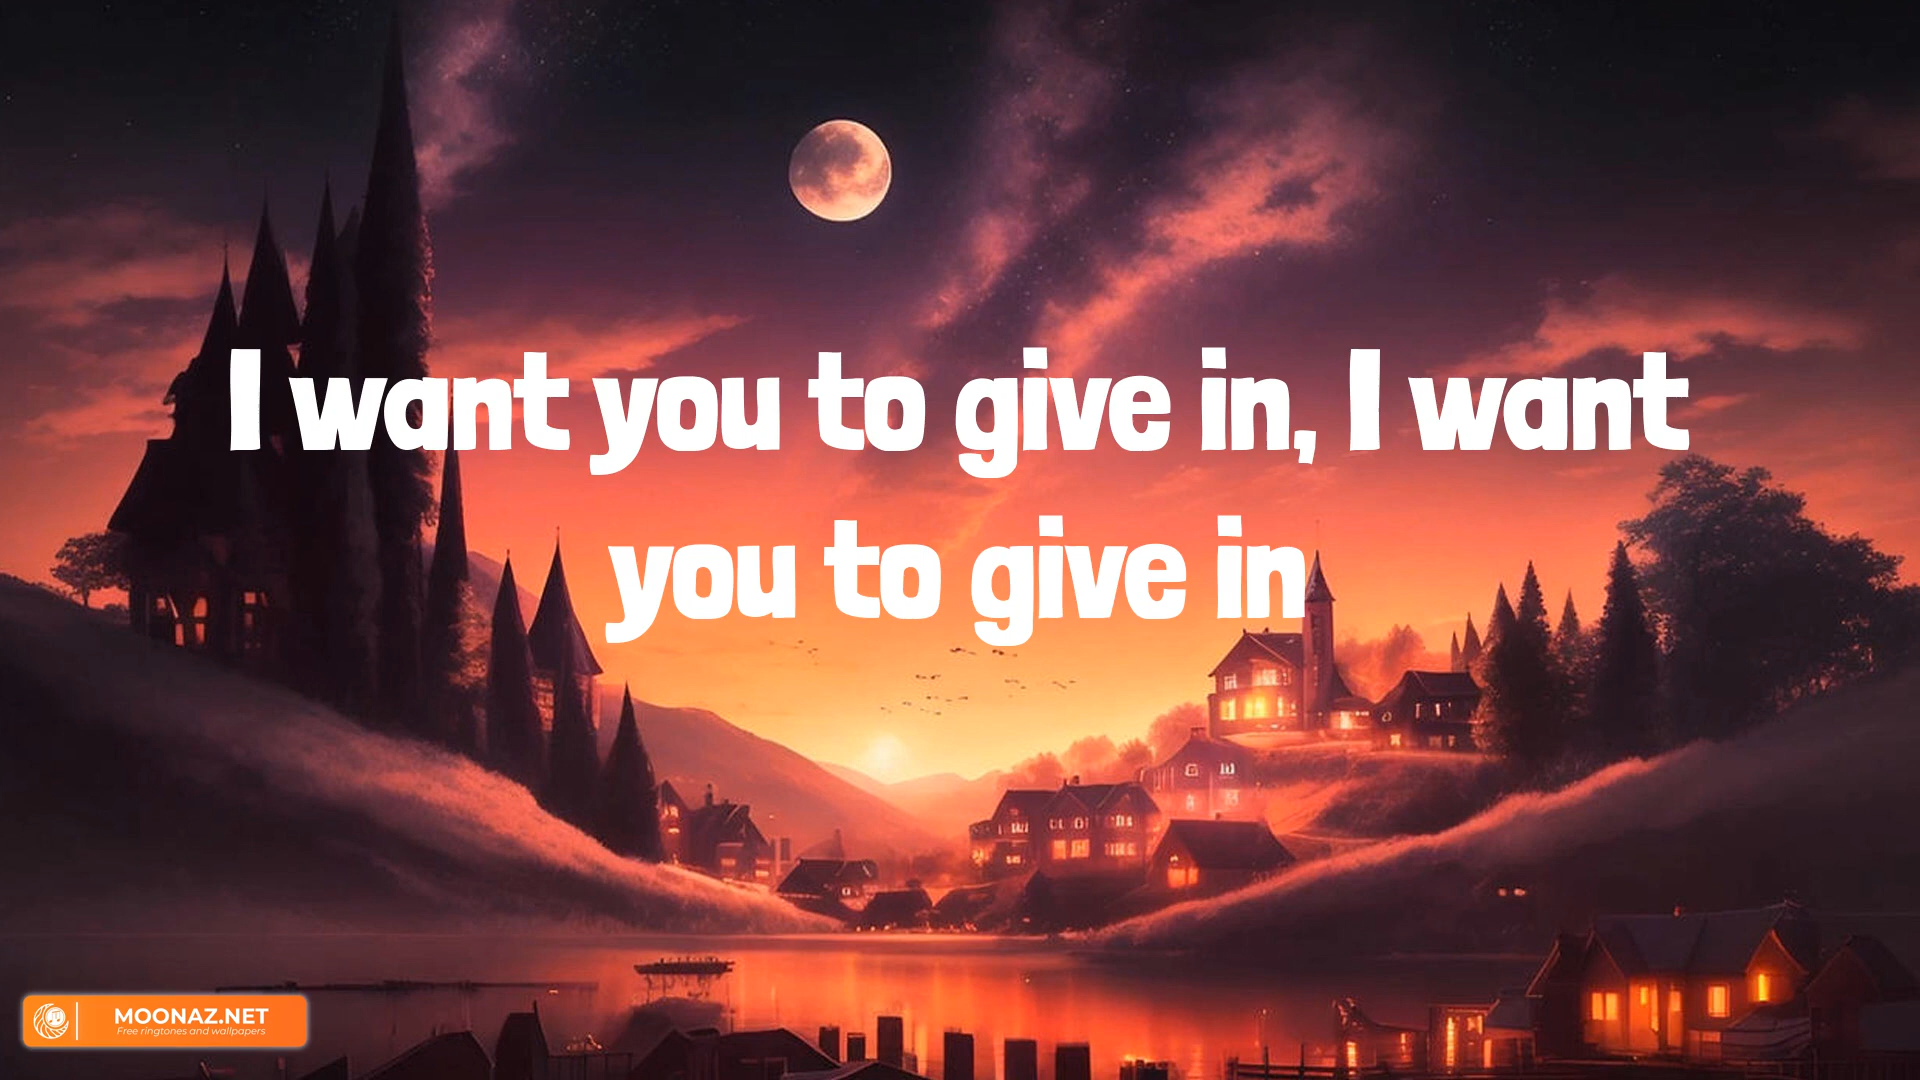 I want you to give in, I want
you to give in
MOONAZ.NET
Free ringtones and wallpapers